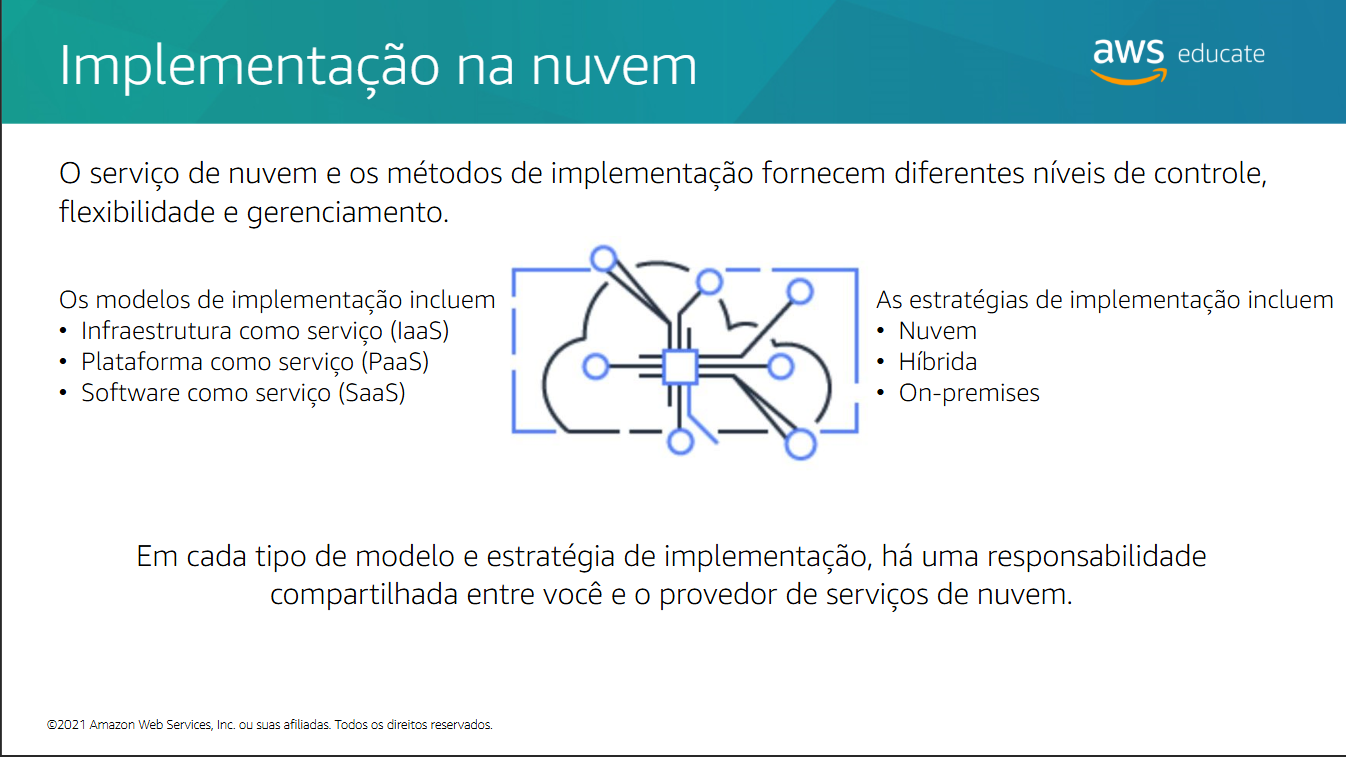 Implementação na nuvem
aws educate
O serviço de nuvem e os métodos de implementação fornecem diferentes níveis de controle,
flexibilidade e gerenciamento.
Os modelos de implementação incluem
• Infraestrutura como serviço (IaaS)
• Plataforma como serviço (PaaS)
• Software como serviço (SaaS)
As estratégias de implementação incluem
• Nuvem
• Híbrida
• On-premises
Em cada tipo de modelo e estratégia de implementação, há uma responsabilidade
compartilhada entre você e o provedor de serviços de nuvem.
©2021 Amazon Web Services, Inc. ou suas afiliadas. Todos os direitos reservados.